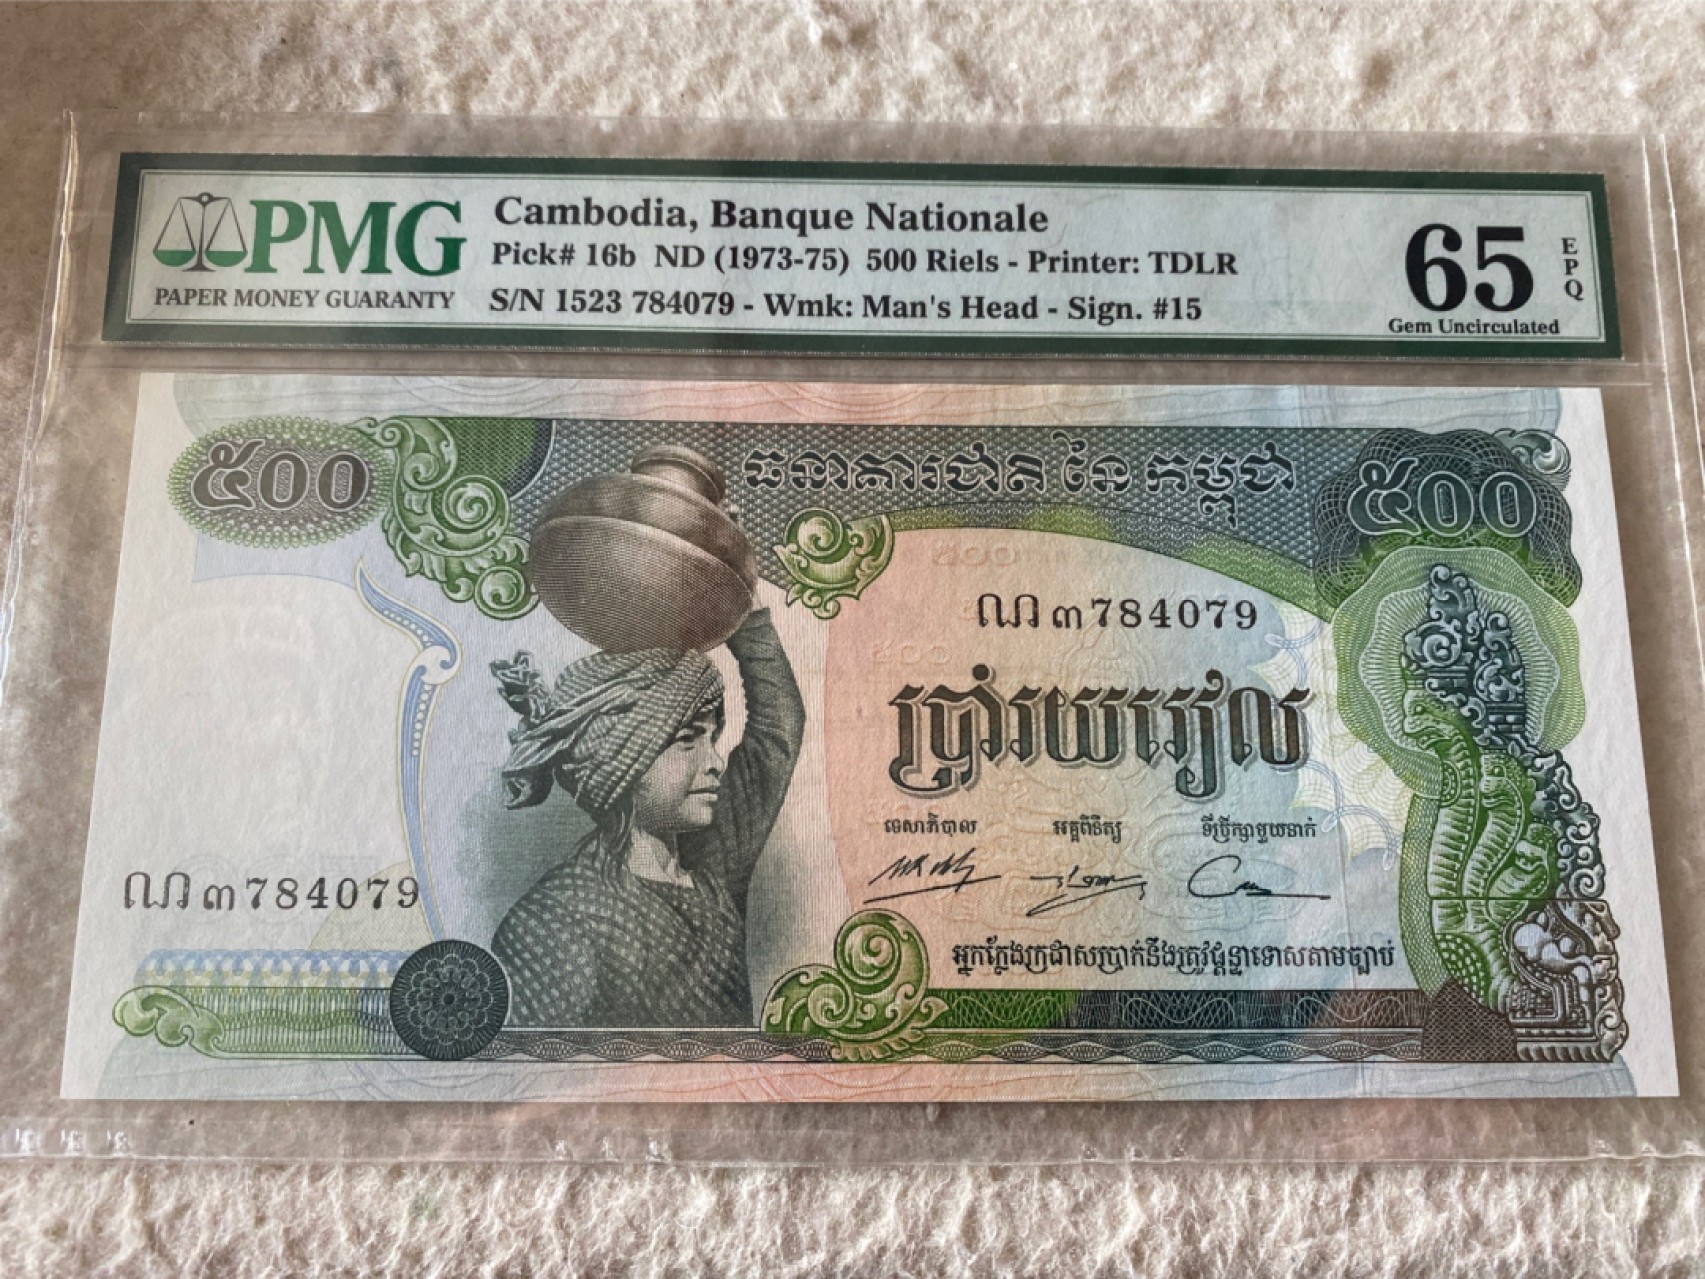 PMG
PAPER MONEY GUARANTY
Cambodia, Banque Nationale
Pick# 16b ND (1973-75) 500 Riels - Printer: TDLR
S/N 1523 784079 - Wmk: Man's Head - Sign. #15
65
EPQ
Gem Uncirculated
ធនាគារជាតិ នៃ កម្ពុជា
៥០០
៥០០
ណ៣ 784079
ប្រាំរយរៀល
ទេសាភិបាល អគ្គពិនិត្យ ទីប្រឹក្សាមួយនាក់
ណ៣ 784079
អ្នកក្លែងក្រដាសប្រាក់នឹងត្រូវផ្តន្ទាទោសតាមច្បាប់